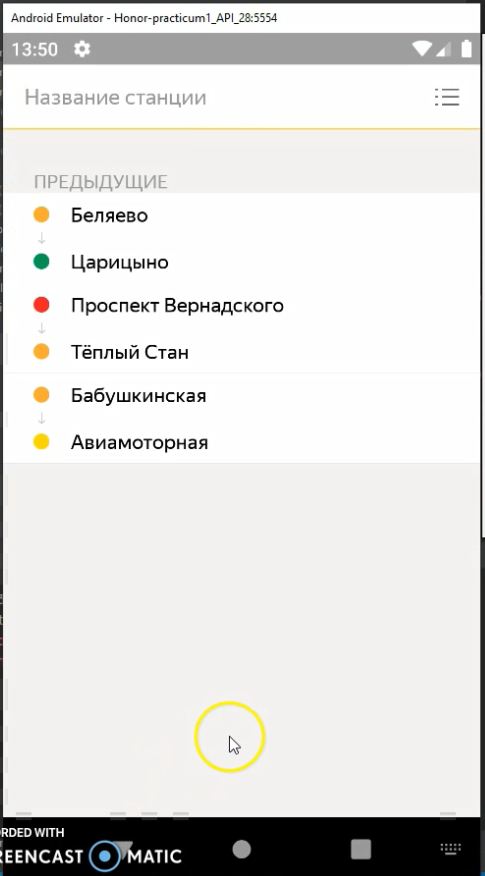 Android Emulator - Honor-practicum1_API_28:5554
13:50
Название станции
ПРЕДЫДУЩИЕ
Беляево
Царицыно
Проспект Вернадского
Тёплый Стан
Бабушкинская
Авиамоторная
RDED WITH
REENCAST MATIC